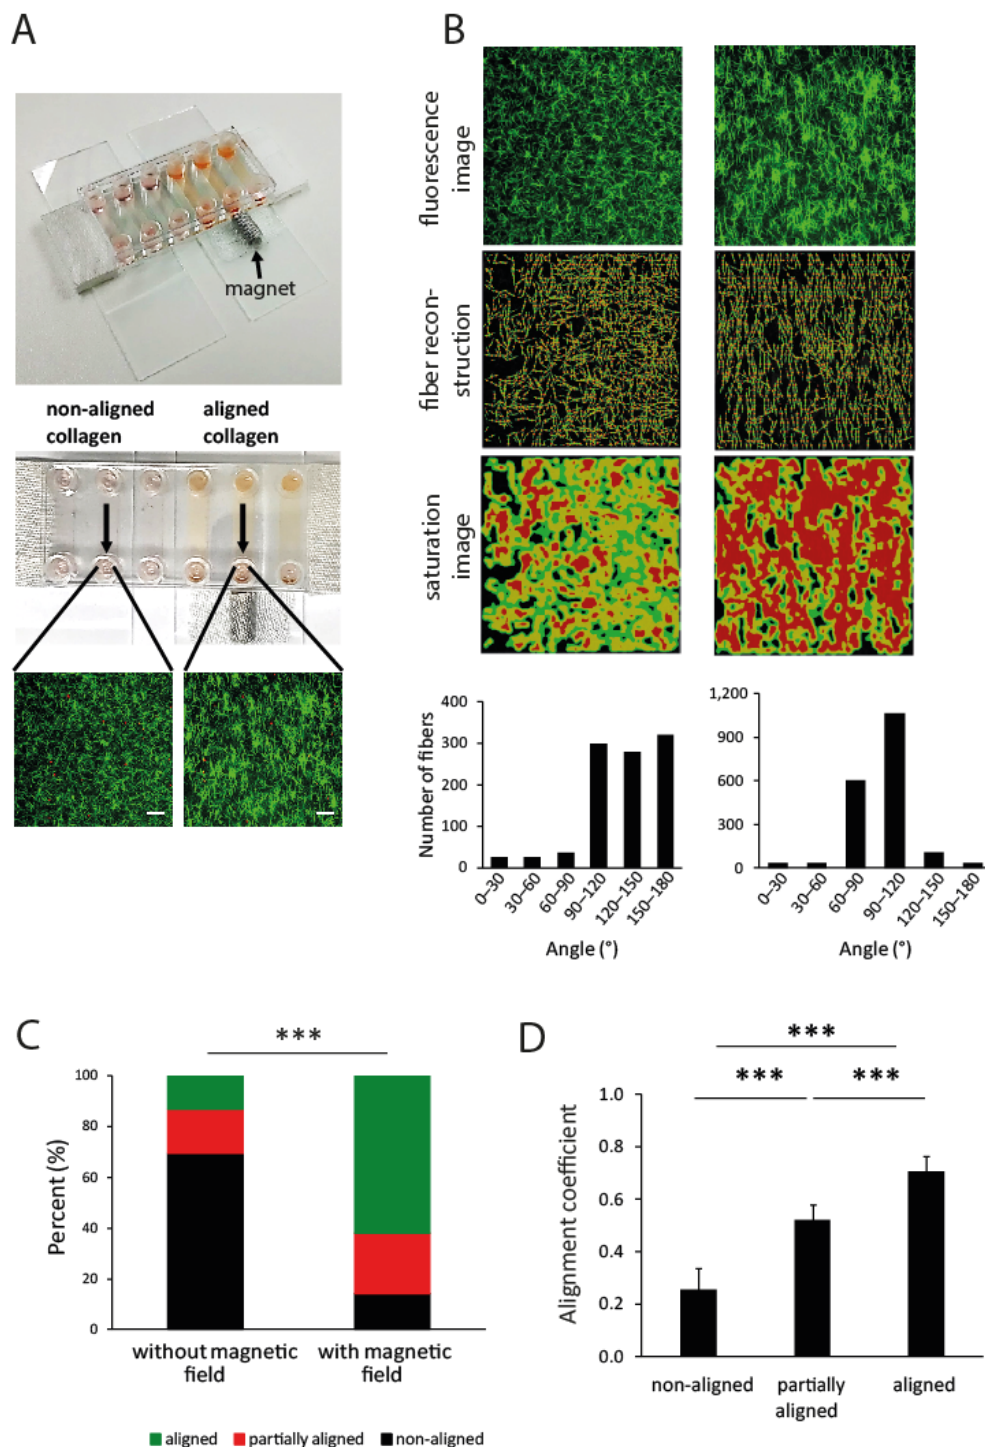 A
magnet
non-aligned
collagen
aligned
collagen
B
fluorescence
image
fiber recon-
struction
saturation
image
Number of fibers
400
300
200
100
0
0–30
30–60
60–90
90–120
120–150
150–180
Angle (°)
1,200
900
600
300
0
0–30
30–60
60–90
90–120
120–150
150–180
Angle (°)
C
***
Percent (%)
100
80
60
40
20
0
without magnetic
field
with magnetic
field
aligned partially aligned non-aligned
D
***
*** ***
Alignment coefficient
1.0
0.8
0.6
0.4
0.2
0.0
non-aligned
partially
aligned
aligned